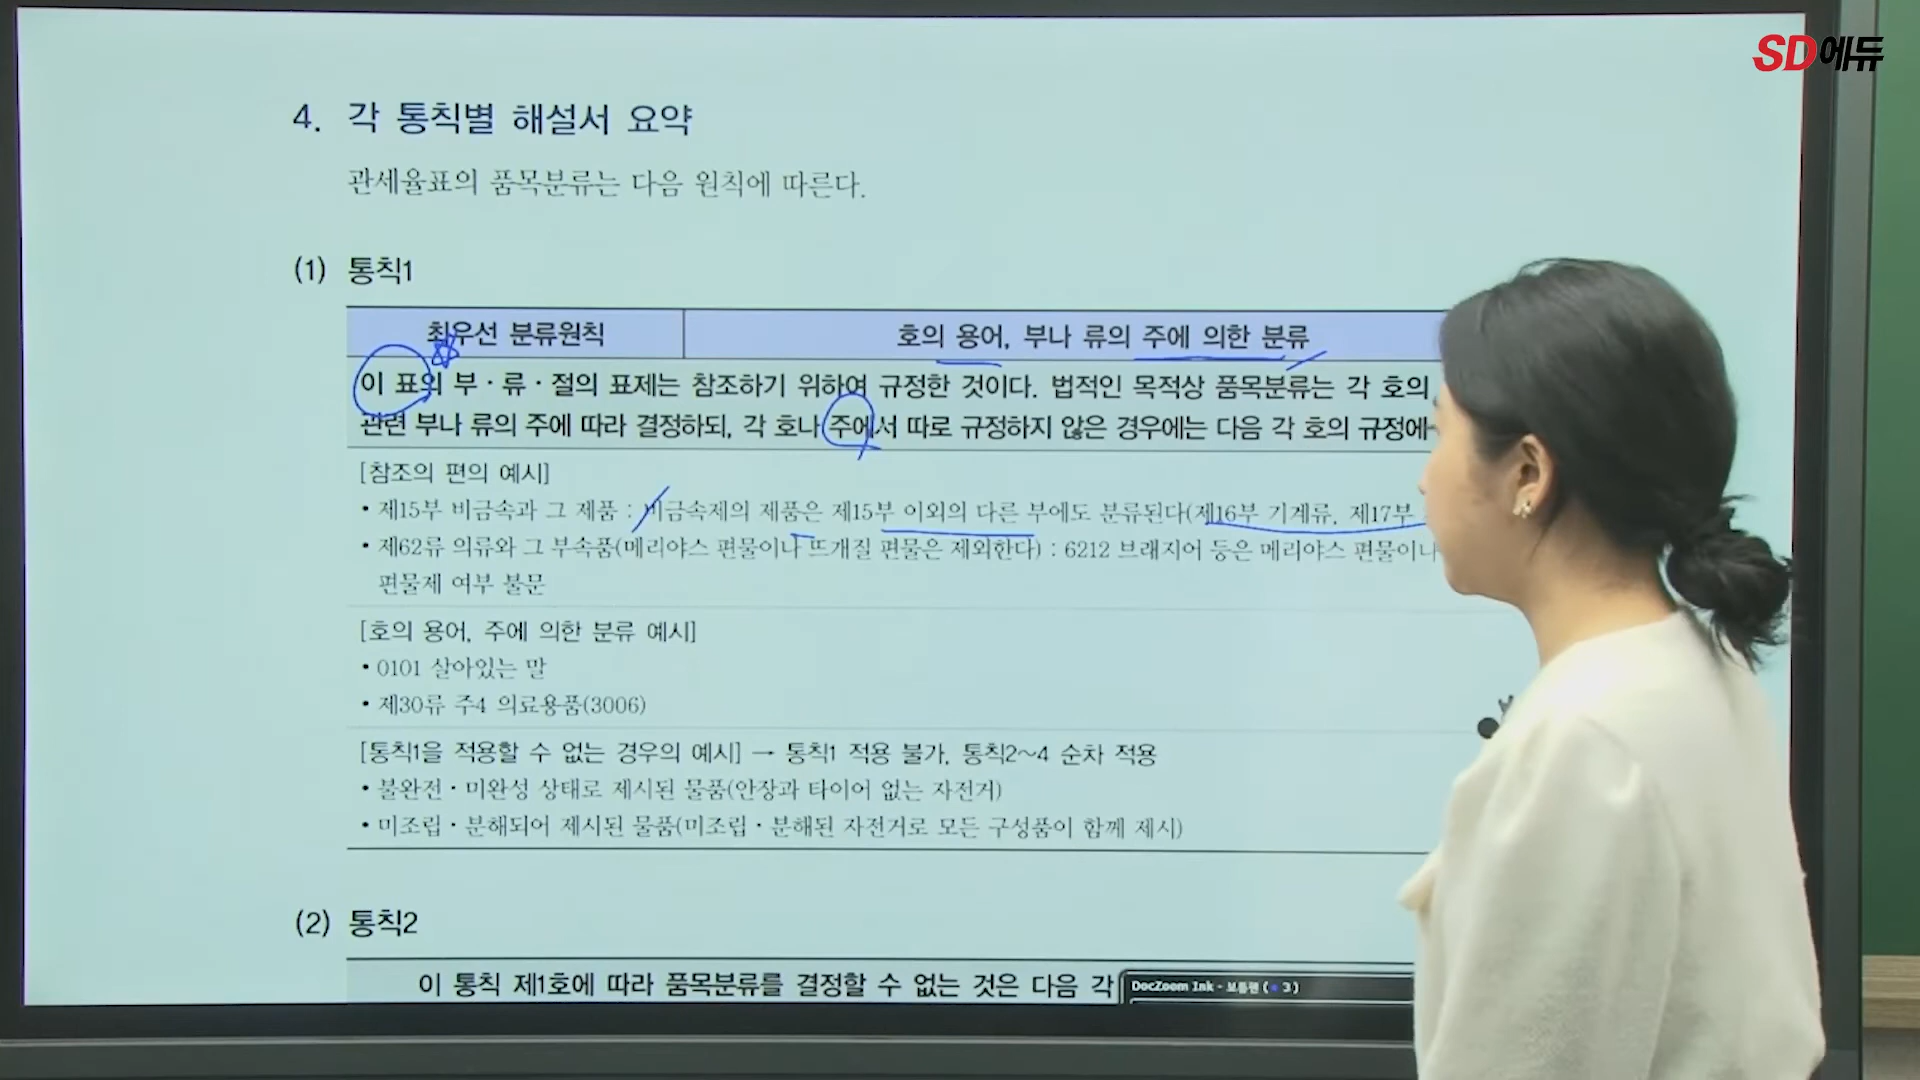 SD에듀
4. 각 통칙별 해설서 요약
관세율표의 품목분류는 다음 원칙에 따른다.
(1) 통칙1
최우선 분류원칙 호의 용어, 부나 류의 주에 의한 분류
이 표의 부·류·절의 표제는 참조하기 위하여 규정한 것이다. 법적인 목적상 품목분류는 각 호의
관련 부나 류의 주에 따라 결정하되, 각 호나 주에서 따로 규정하지 않은 경우에는 다음 각 호의 규정에
[참조의 편의 예시]
• 제15부 비금속과 그 제품 : 비금속제의 제품은 제15부 이외의 다른 부에도 분류된다(제16부 기계류, 제17부
• 제62류 의류와 그 부속품(메리야스 편물이나 뜨개질 편물은 제외한다) : 6212 브래지어 등은 메리야스 편물이나
편물제 여부 불문
[호의 용어, 주에 의한 분류 예시]
• 0101 살아있는 말
• 제30류 주4 의료용품(3006)
[통칙1을 적용할 수 없는 경우의 예시] → 통칙1 적용 불가, 통칙2~4 순차 적용
• 불완전·미완성 상태로 제시된 물품(안장과 타이어 없는 자전거)
• 미조립·분해되어 제시된 물품(미조립·분해된 자전거로 모든 구성품이 함께 제시)
(2) 통칙2
이 통칙 제1호에 따라 품목분류를 결정할 수 없는 것은 다음 각
DocZoom Ink - 보통펜 ( 3 )